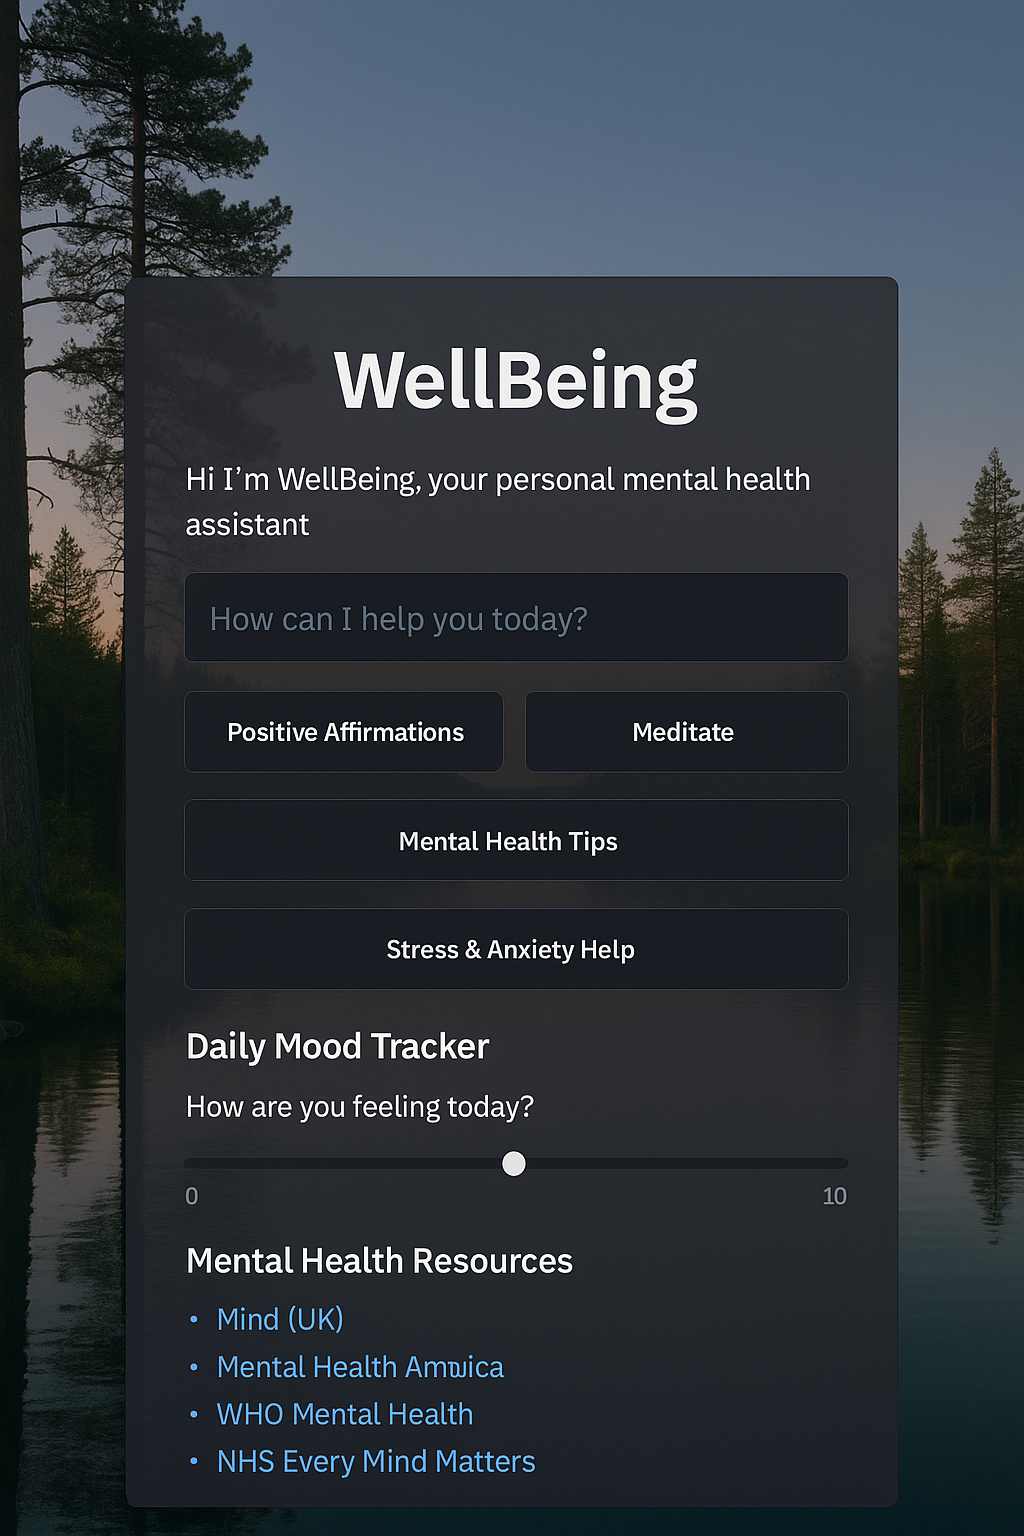 WellBeing
Hi I’m WellBeing, your personal mental health
assistant
How can I help you today?
Positive Affirmations
Meditate
Mental Health Tips
Stress & Anxiety Help
Daily Mood Tracker
How are you feeling today?
0
10
Mental Health Resources
• Mind (UK)
• Mental Health
• WHO Mental Health
• NHS Every Mind Matters